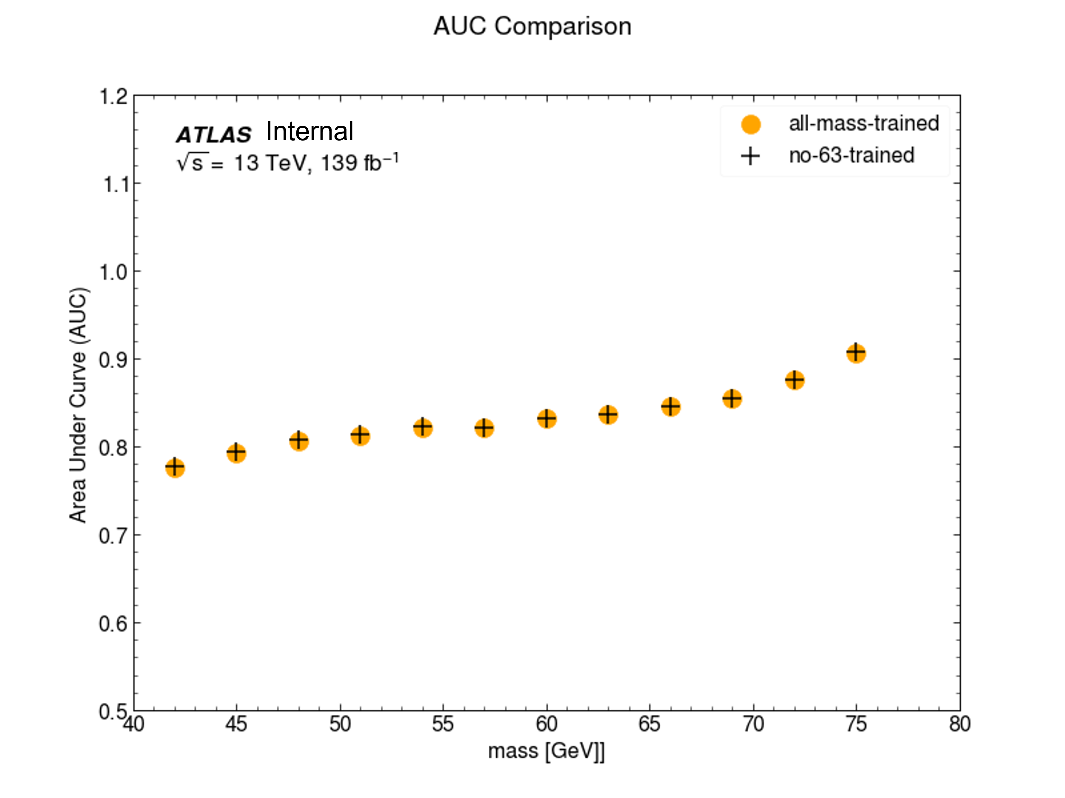 AUC Comparison
ATLAS Internal
√s = 13 TeV, 139 fb⁻¹
all-mass-trained
no-63-trained
Area Under Curve (AUC)
1.2
1.1
1.0
0.9
0.8
0.7
0.6
0.5
40 45 50 55 60 65 70 75 80
mass [GeV]]